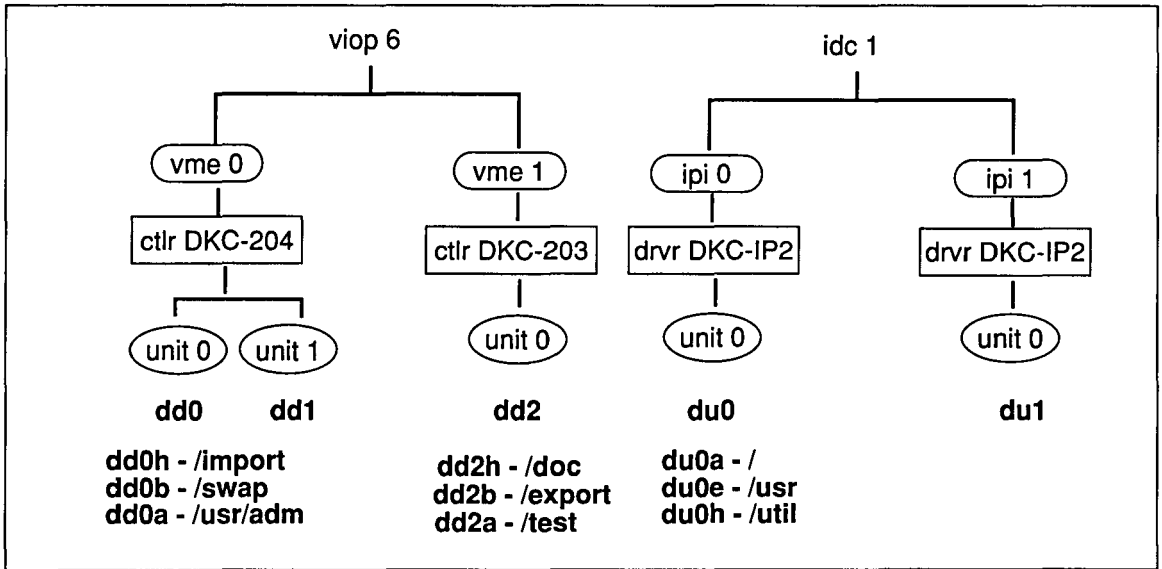 viop 6
idc 1
vme 0
vme 1
ipi 0
ipi 1
ctlr DKC-204
ctlr DKC-203
drvr DKC-IP2
drvr DKC-IP2
unit 0
unit 1
unit 0
unit 0
unit 0
dd0
dd1
dd2
du0
du1
dd0h - /import
dd0b - /swap
dd0a - /usr/adm
dd2h - /doc
dd2b - /export
dd2a - /test
du0a - /
du0e - /usr
du0h - /util